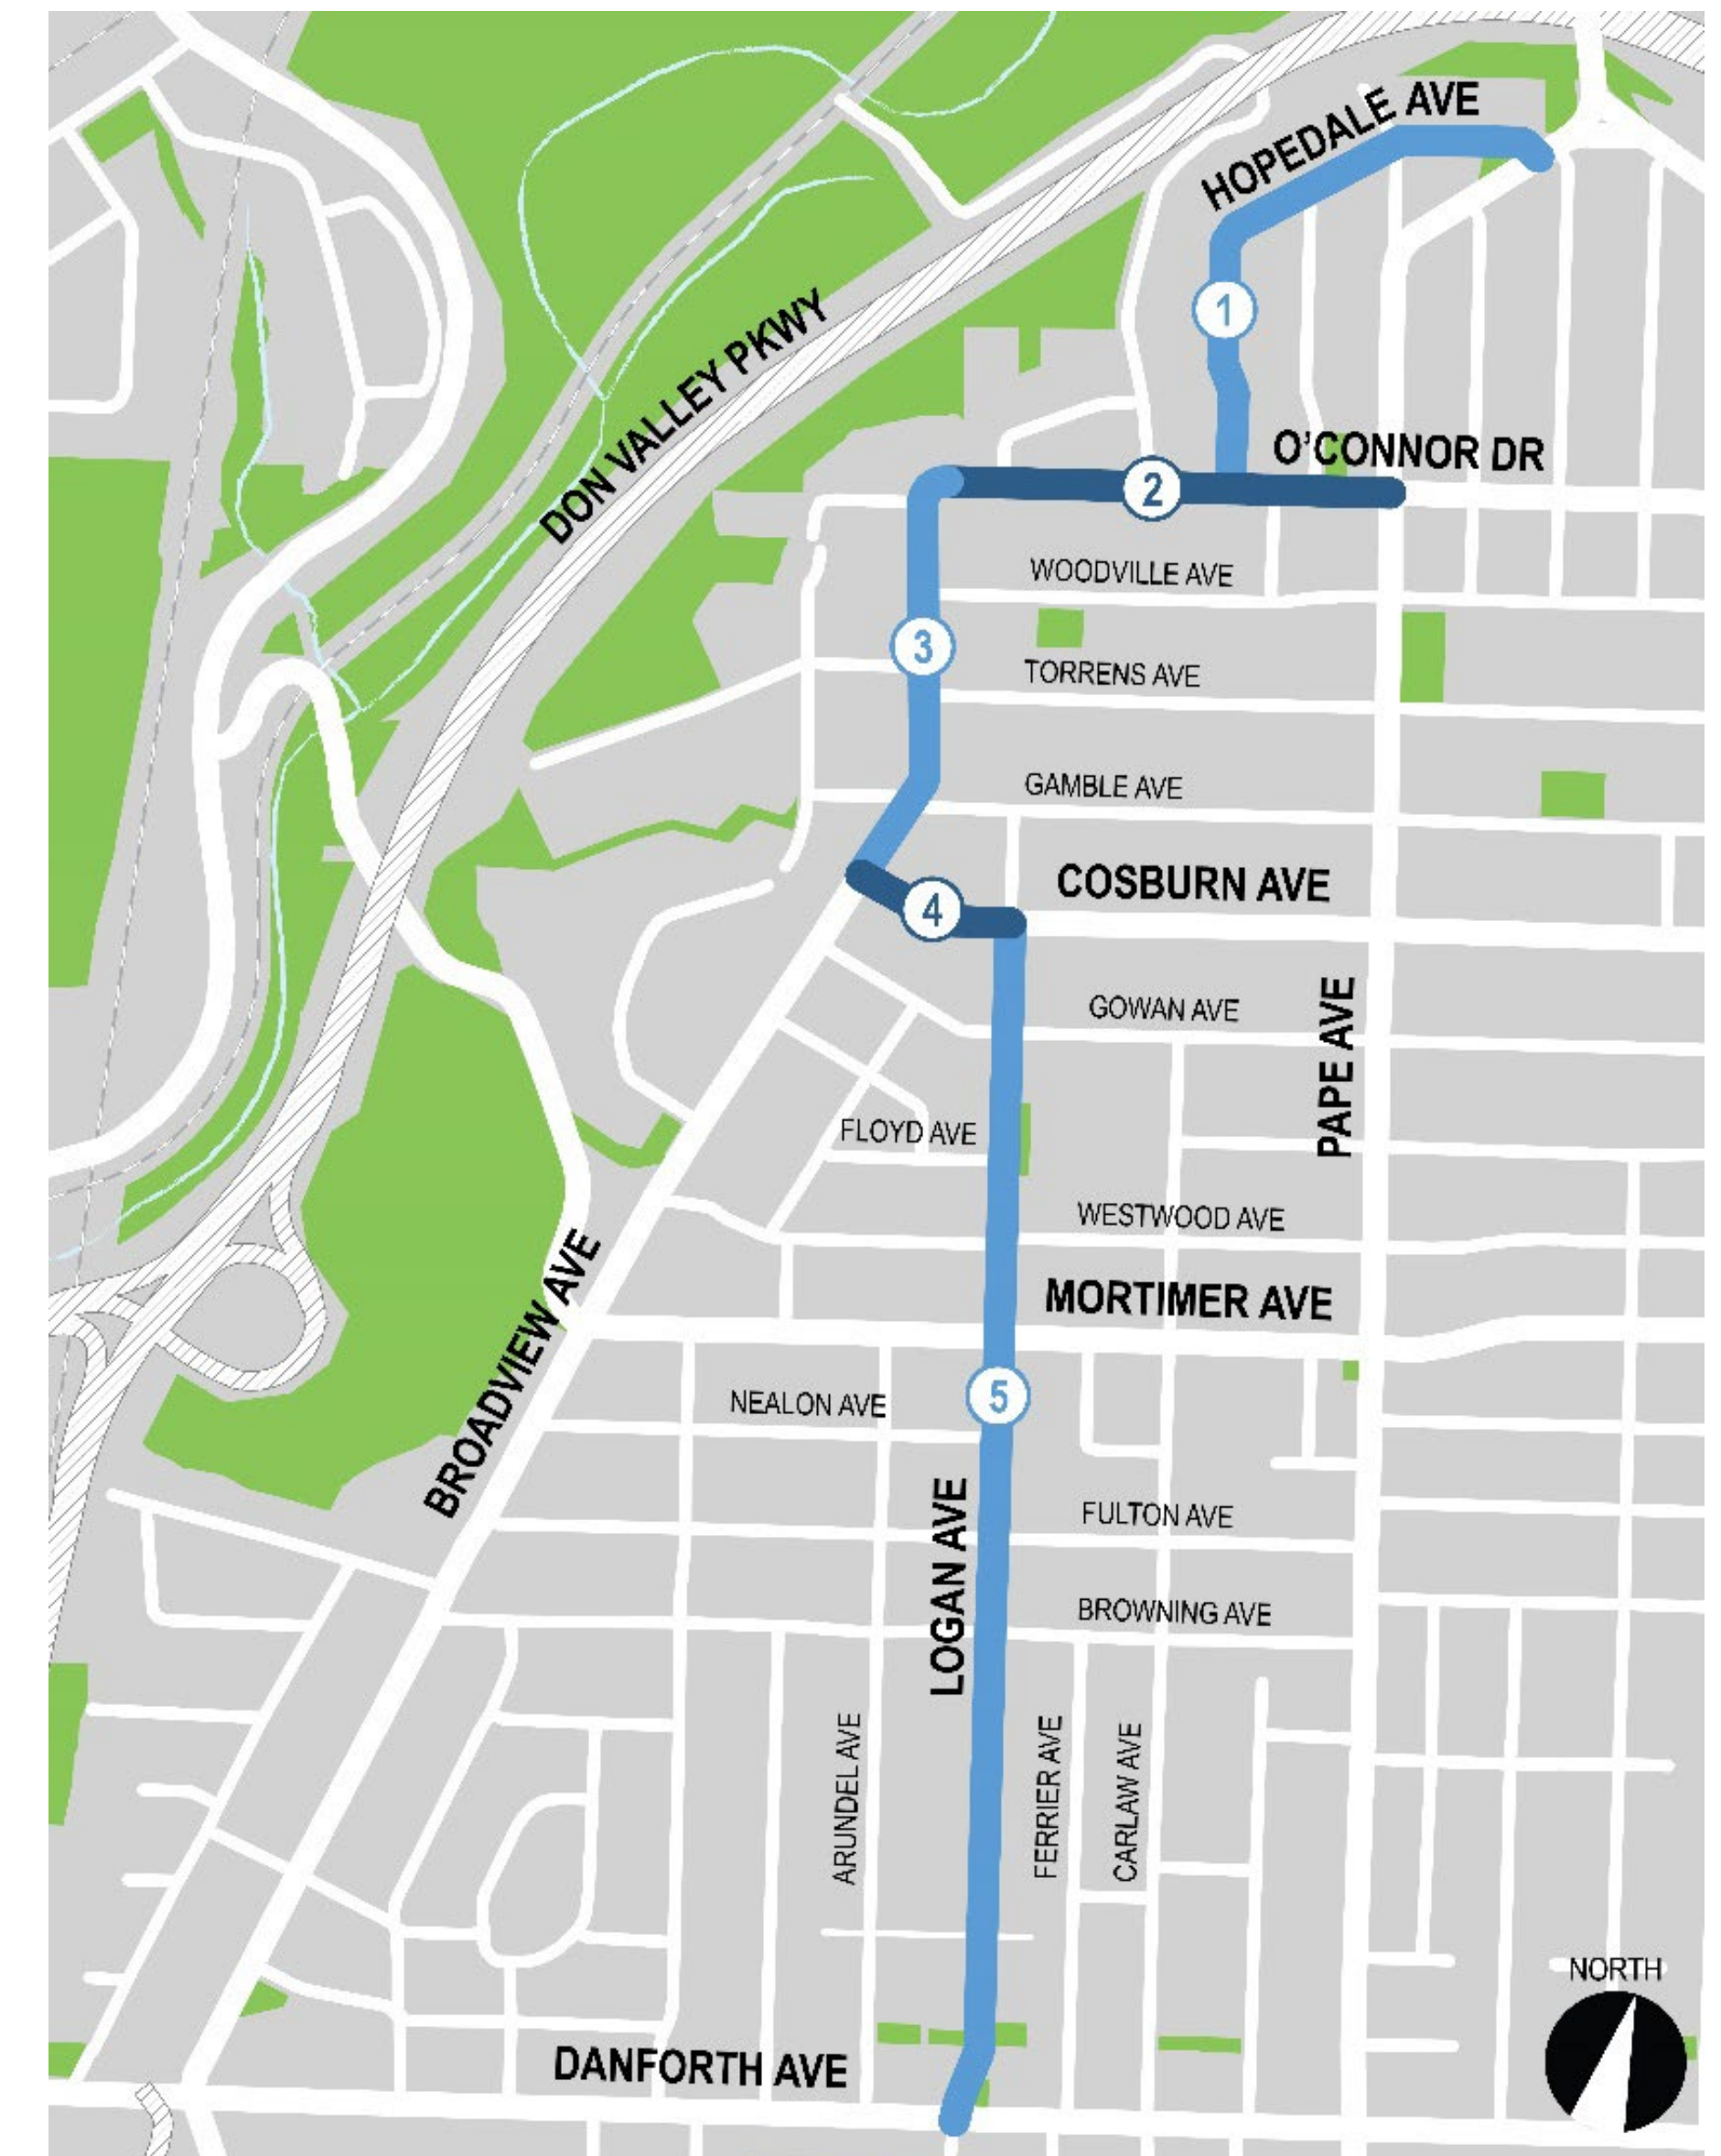 HOPEDALE AVE
1
DON VALLEY PKWY
O'CONNOR DR
2
WOODVILLE AVE
3
TORRENS AVE
GAMBLE AVE
COSBURN AVE
4
GOWAN AVE
PAPE AVE
FLOYD AVE
WESTWOOD AVE
BROADVIEW AVE
MORTIMER AVE
5
NEALON AVE
LOGAN AVE
FULTON AVE
BROWNING AVE
ARUNDEL AVE
FERRIER AVE
CARLAW AVE
NORTH
DANFORTH AVE